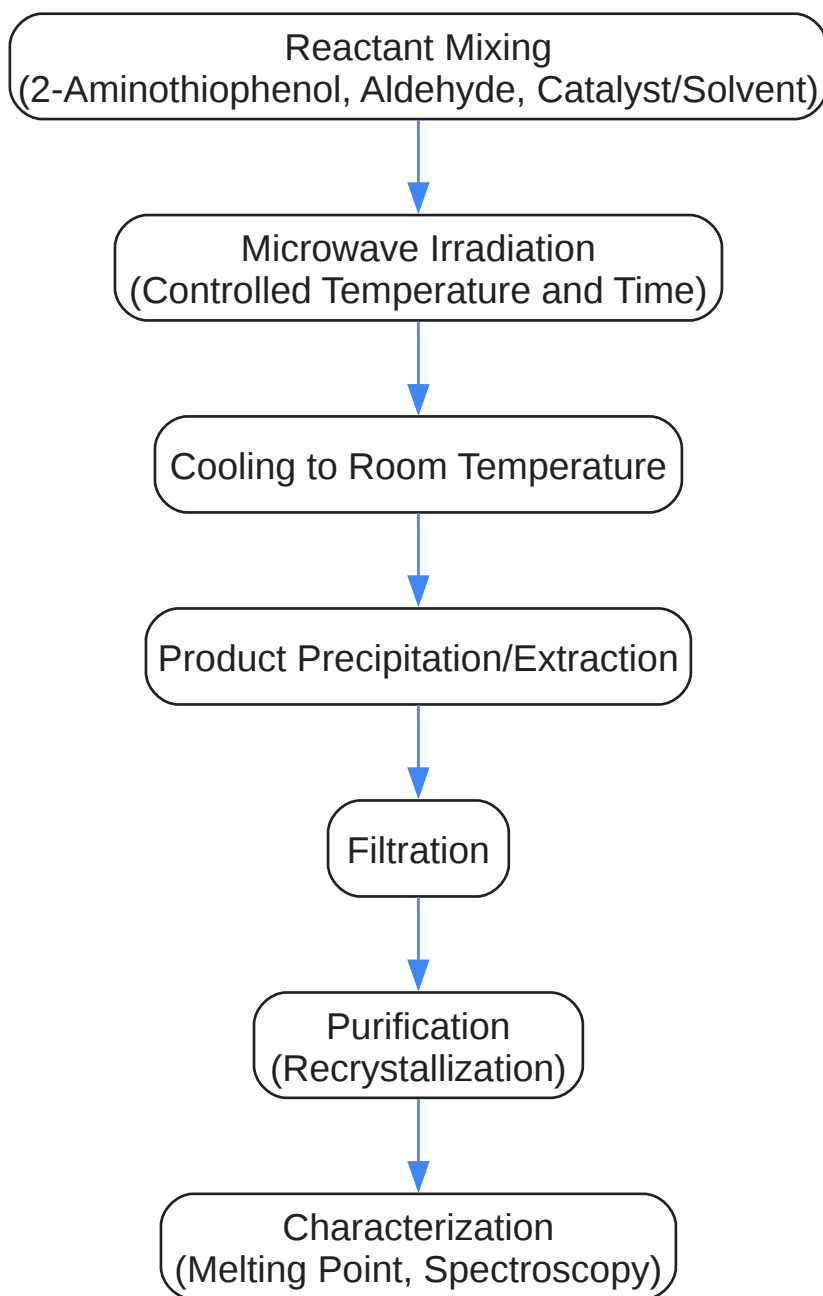 Reactant Mixing
(2-Aminothiophenol, Aldehyde, Catalyst/Solvent)
Microwave Irradiation
(Controlled Temperature and Time)
Cooling to Room Temperature
Product Precipitation/Extraction
Filtration
Purification
(Recrystallization)
Characterization
(Melting Point, Spectroscopy)